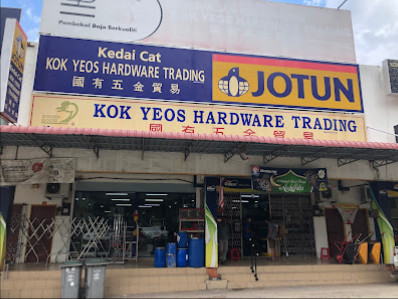 Pembekal Baja Berkualiti
Kedai Cat
KOK YEOS HARDWARE TRADING
國有五金貿易
JOTUN
KOK YEOS HARDWARE TRADING
國有五金貿易